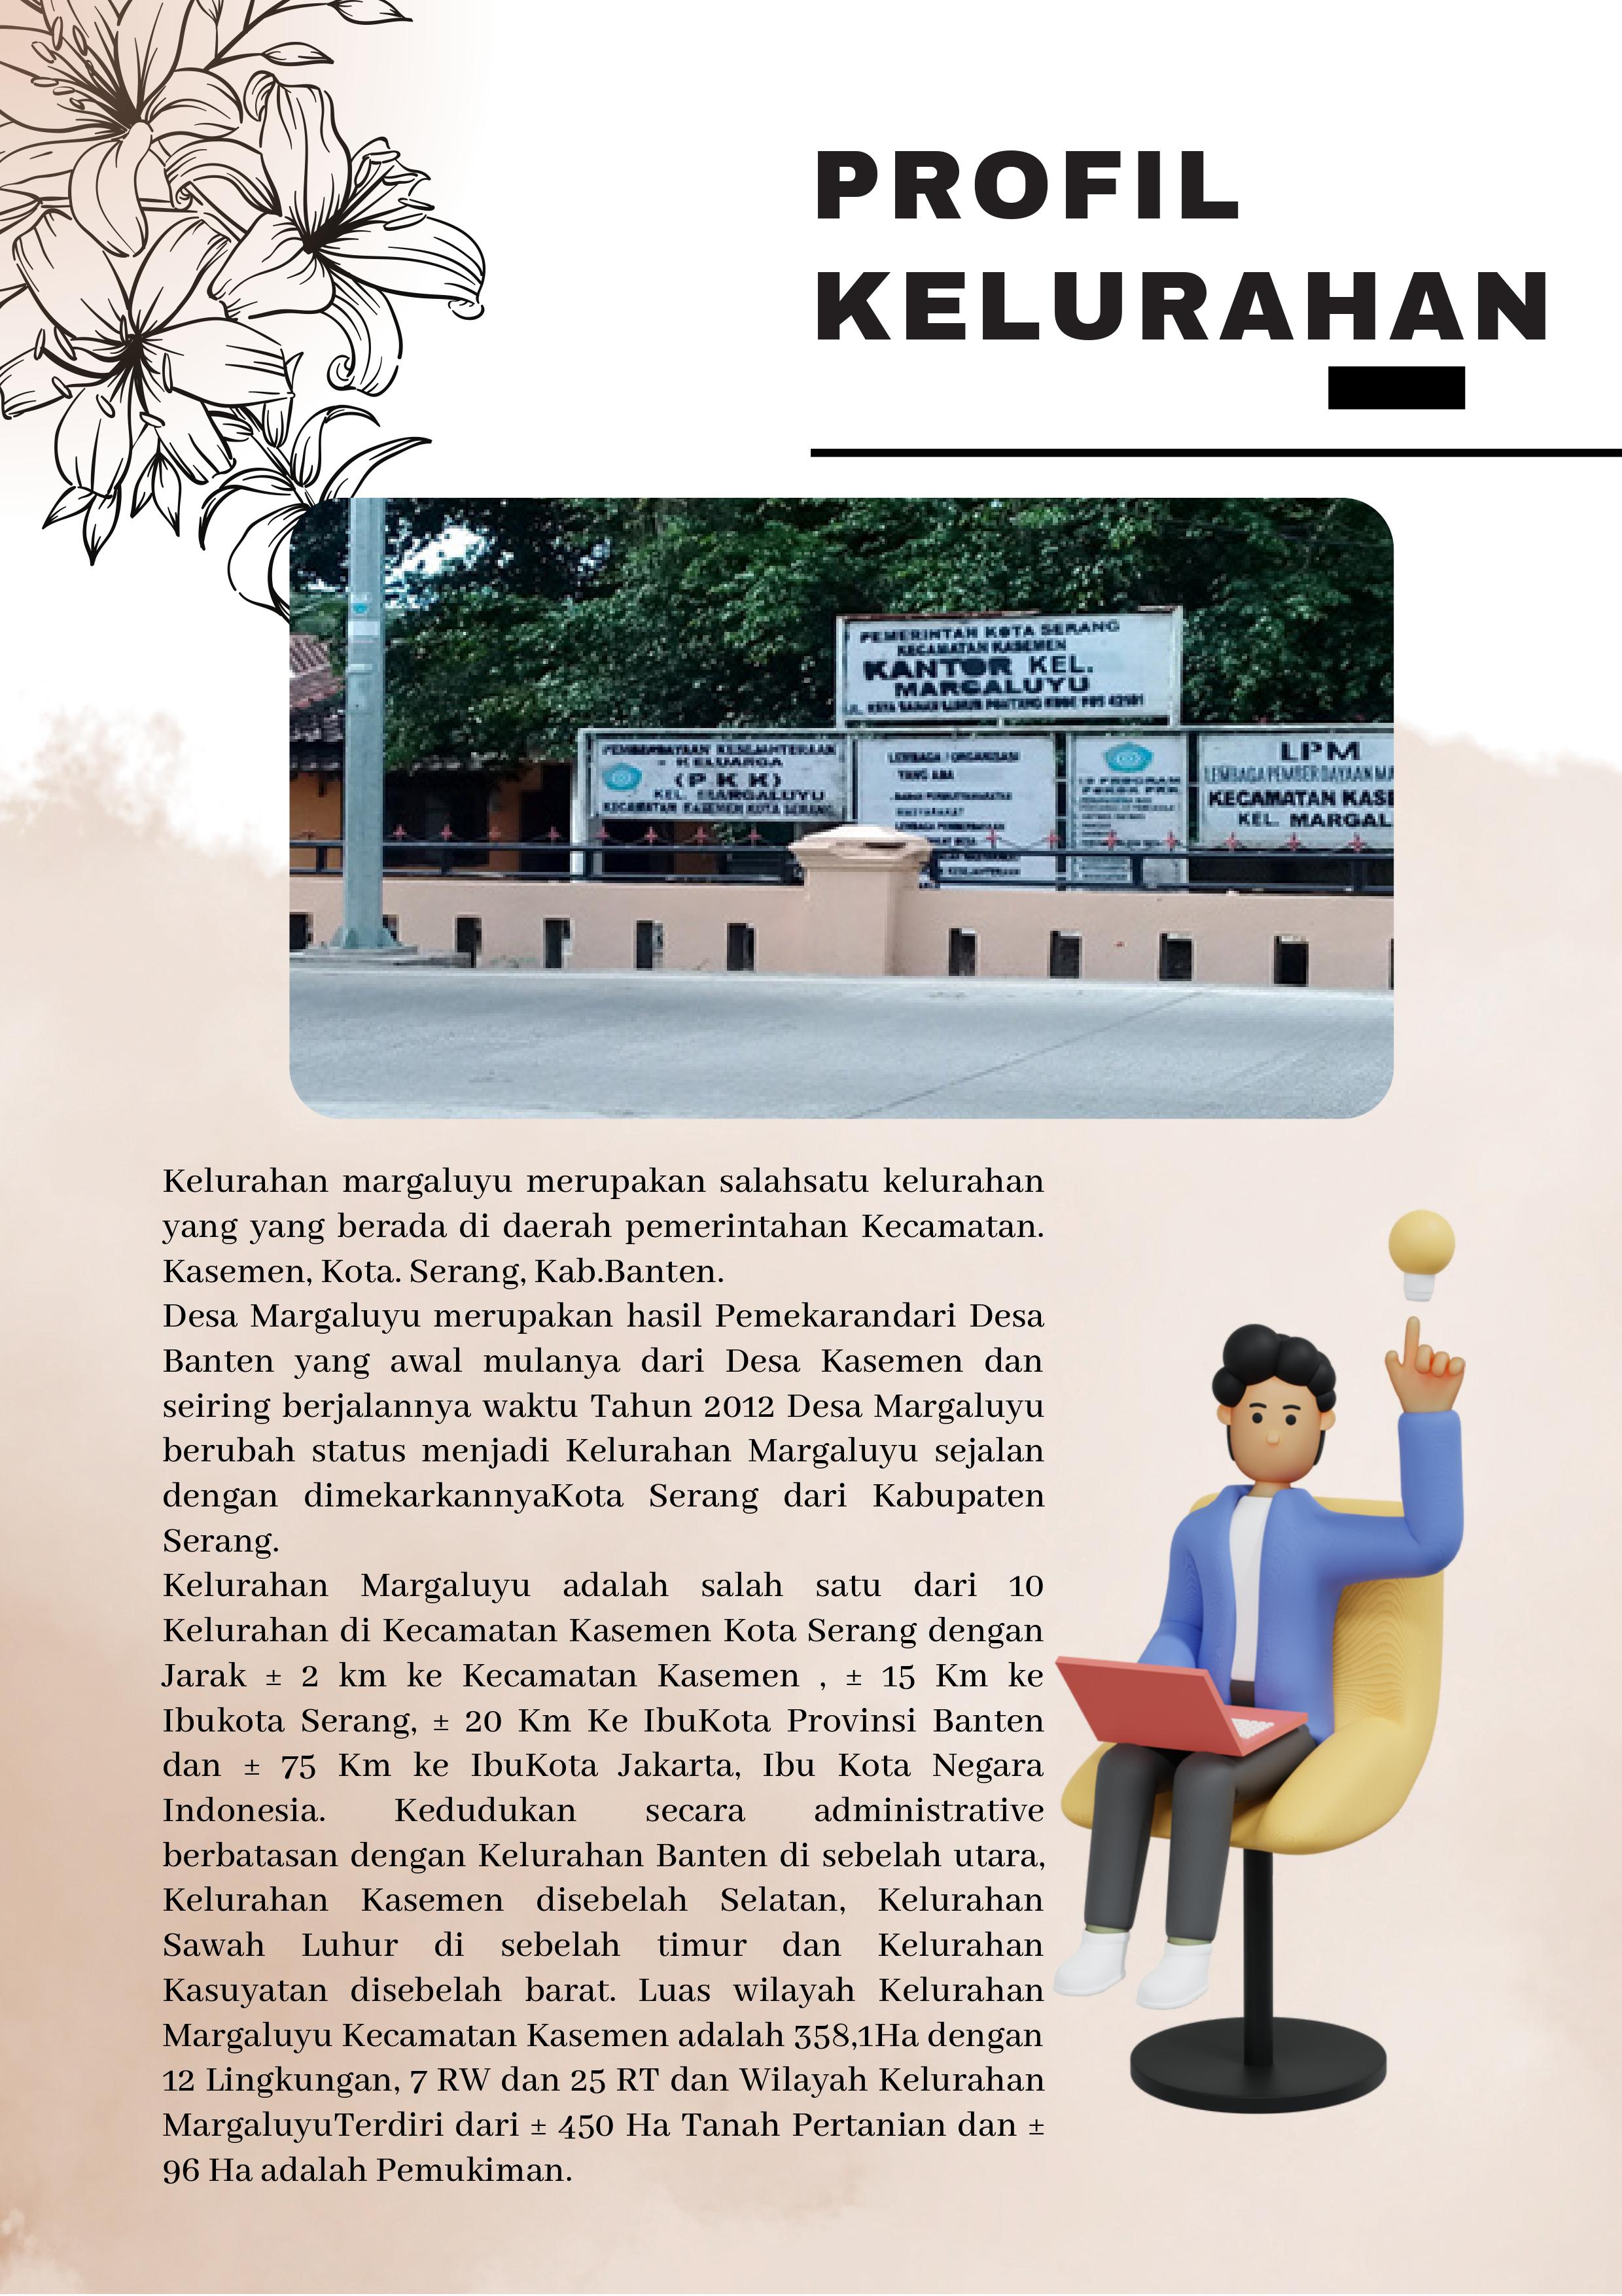 PROFIL
KELURAHAN
PEMERINTAH KOTA SERANG
KECAMATAN KASEMEN
KANTOR KEL.
MARGALUYU
PEMBERDAYAAN KESEJAHTERAAN
KELUARGA
(P K K)
KEL. MARGALUYU
KECAMATAN KASEMEN KOTA SERANG
LEMBAGA / ORGANISASI
YANG ADA
10 PROGRAM
POKOK PKK
LPM
LEMBAGA PEMBERDAYAAN MA
KECAMATAN KASE
KEL. MARGAL
Kelurahan margaluyu merupakan salahsatu kelurahan
yang yang berada di daerah pemerintahan Kecamatan.
Kasemen, Kota. Serang, Kab.Banten.
Desa Margaluyu merupakan hasil Pemekarandari Desa
Banten yang awal mulanya dari Desa Kasemen dan
seiring berjalannya waktu Tahun 2012 Desa Margaluyu
berubah status menjadi Kelurahan Margaluyu sejalan
dengan dimekarkannyaKota Serang dari Kabupaten
Serang.
Kelurahan Margaluyu adalah salah satu dari 10
Kelurahan di Kecamatan Kasemen Kota Serang dengan
Jarak ± 2 km ke Kecamatan Kasemen , ± 15 Km ke
Ibukota Serang, ± 20 Km Ke IbuKota Provinsi Banten
dan ± 75 Km ke IbuKota Jakarta, Ibu Kota Negara
Indonesia. Kedudukan secara administrative
berbatasan dengan Kelurahan Banten di sebelah utara,
Kelurahan Kasemen disebelah Selatan, Kelurahan
Sawah Luhur di sebelah timur dan Kelurahan
Kasuyatan disebelah barat. Luas wilayah Kelurahan
Margaluyu Kecamatan Kasemen adalah 358,1Ha dengan
12 Lingkungan, 7 RW dan 25 RT dan Wilayah Kelurahan
MargaluyuTerdiri dari ± 450 Ha Tanah Pertanian dan ±
96 Ha adalah Pemukiman.